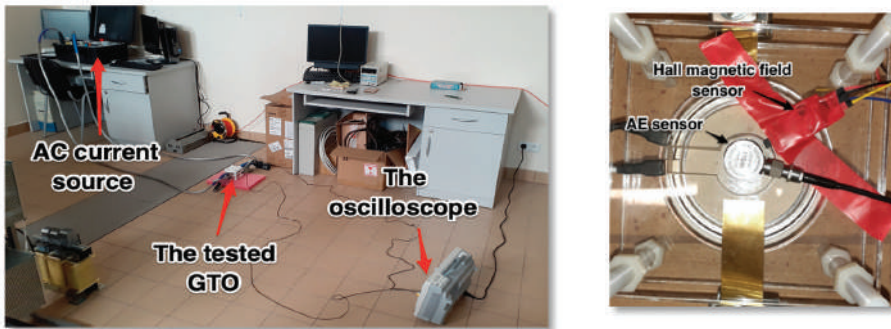 AC current
source
The tested
GTO
The
oscilloscope
Hall magnetic field
sensor
AE sensor